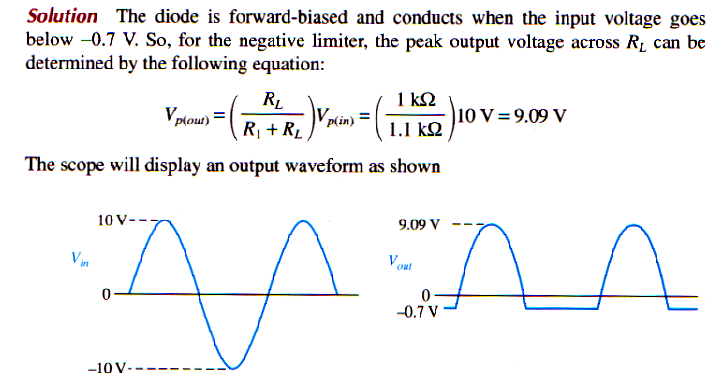 Solution The diode is forward-biased and conducts when the input voltage goes
below –0.7 V. So, for the negative limiter, the peak output voltage across R_L can be
determined by the following equation:
V_p(out) = (R_L / (R_1 + R_L)) V_p(in) = (1 kΩ / 1.1 kΩ) 10 V = 9.09 V
The scope will display an output waveform as shown
10 V
V_in
0
–10 V
9.09 V
V_out
0
–0.7 V